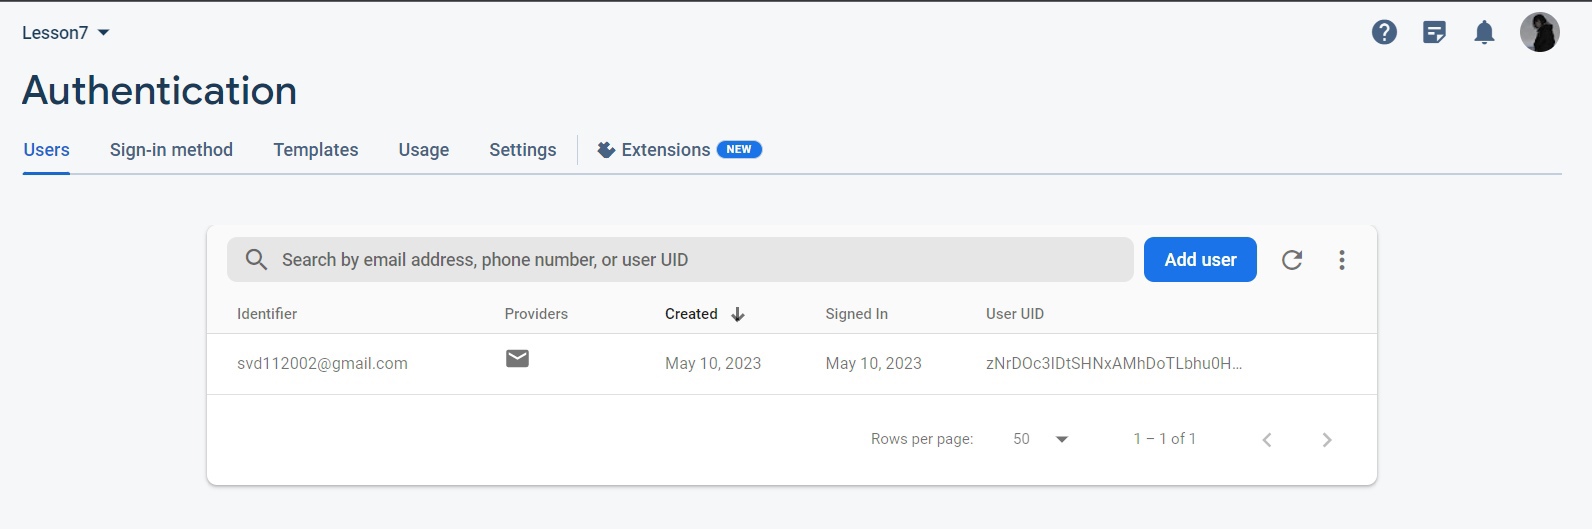 Lesson7
Authentication
Users Sign-in method Templates Usage Settings Extensions NEW
Search by email address, phone number, or user UID Add user
Identifier Providers Created Signed In User UID
svd112002@gmail.com May 10, 2023 May 10, 2023 zNrDOc3IDtSHNxAMhDoTLbhu0H...
Rows per page: 50 1 – 1 of 1